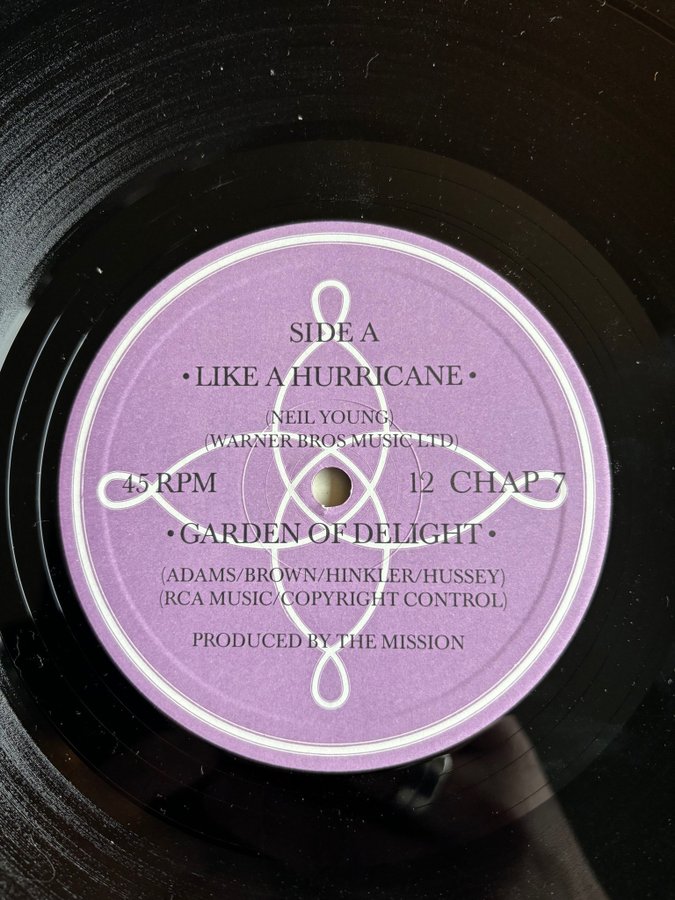 SIDE A
• LIKE A HURRICANE •
(NEIL YOUNG)
(WARNER BROS MUSIC LTD)
45 RPM 12 CHAP 7
• GARDEN OF DELIGHT •
(ADAMS/BROWN/HINKLER/HUSSEY)
(RCA MUSIC/COPYRIGHT CONTROL)
PRODUCED BY THE MISSION